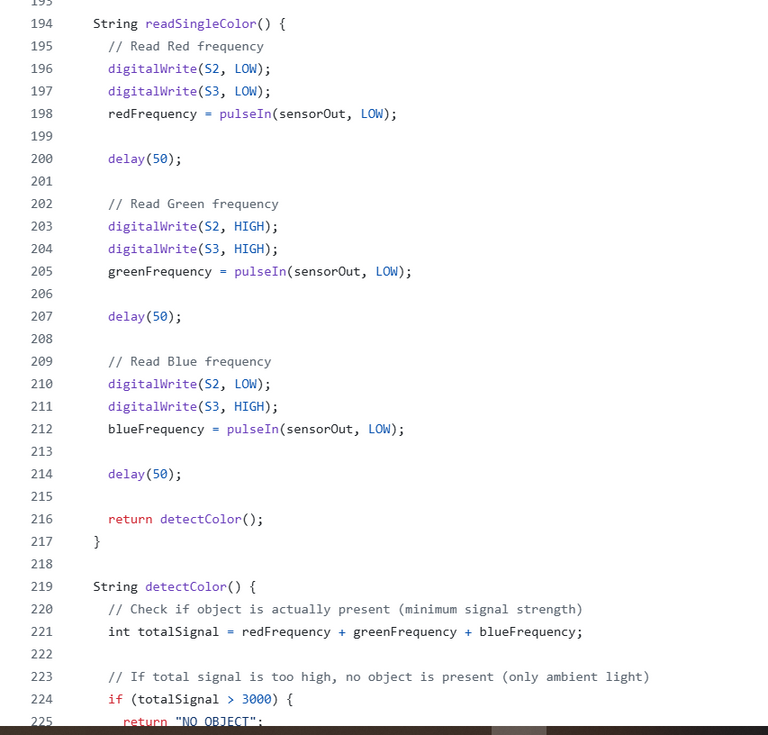 193
194 String readSingleColor() {
195 // Read Red frequency
196 digitalWrite(S2, LOW);
197 digitalWrite(S3, LOW);
198 redFrequency = pulseIn(sensorOut, LOW);
199
200 delay(50);
201
202 // Read Green frequency
203 digitalWrite(S2, HIGH);
204 digitalWrite(S3, HIGH);
205 greenFrequency = pulseIn(sensorOut, LOW);
206
207 delay(50);
208
209 // Read Blue frequency
210 digitalWrite(S2, LOW);
211 digitalWrite(S3, HIGH);
212 blueFrequency = pulseIn(sensorOut, LOW);
213
214 delay(50);
215
216 return detectColor();
217 }
218
219 String detectColor() {
220 // Check if object is actually present (minimum signal strength)
221 int totalSignal = redFrequency + greenFrequency + blueFrequency;
222
223 // If total signal is too high, no object is present (only ambient light)
224 if (totalSignal > 3000) {
225 return "NO OBJECT";